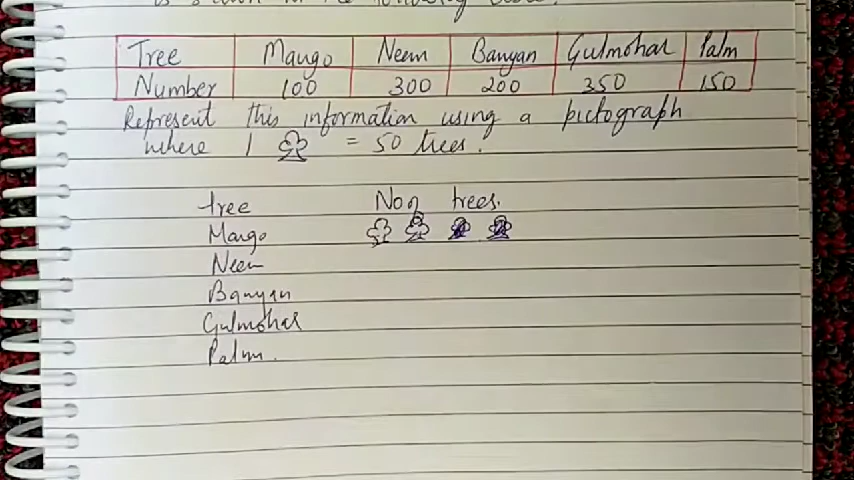 Tree Mango Neem Banyan Gulmohar Palm
Number 100 300 200 350 150
Represent this information using a pictograph
where 1 = 50 trees.
tree No of trees.
Mango
Neem
Banyan
Gulmohar
Palm.